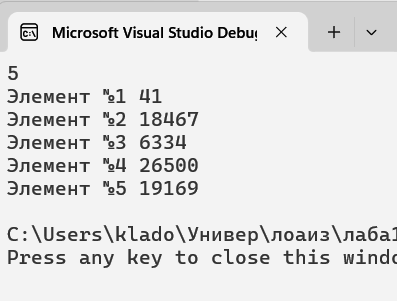 Microsoft Visual Studio Debug
5
Элемент №1 41
Элемент №2 18467
Элемент №3 6334
Элемент №4 26500
Элемент №5 19169
C:\Users\klado\Универ\лоаиз\лаба1
Press any key to close this windo